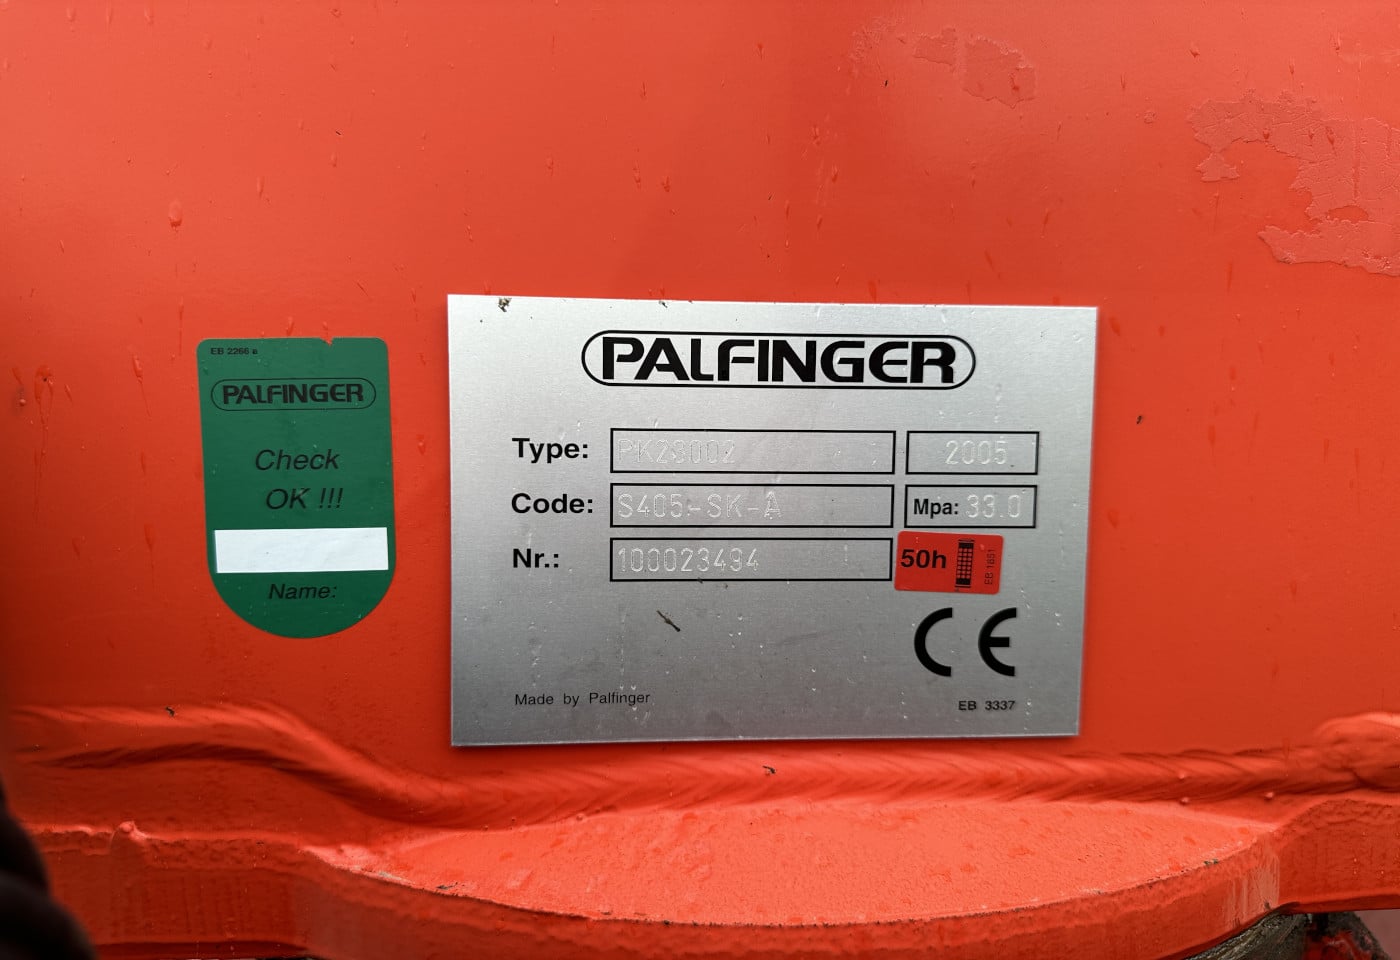 EB 2266 a
PALFINGER
Check
OK !!!
Name:
PALFINGER
Type: PK23002 2005
Code: S405-SK-A Mpa: 33.0
Nr.: 100023434
50h EB 1851
CE
Made by Palfinger EB 3337